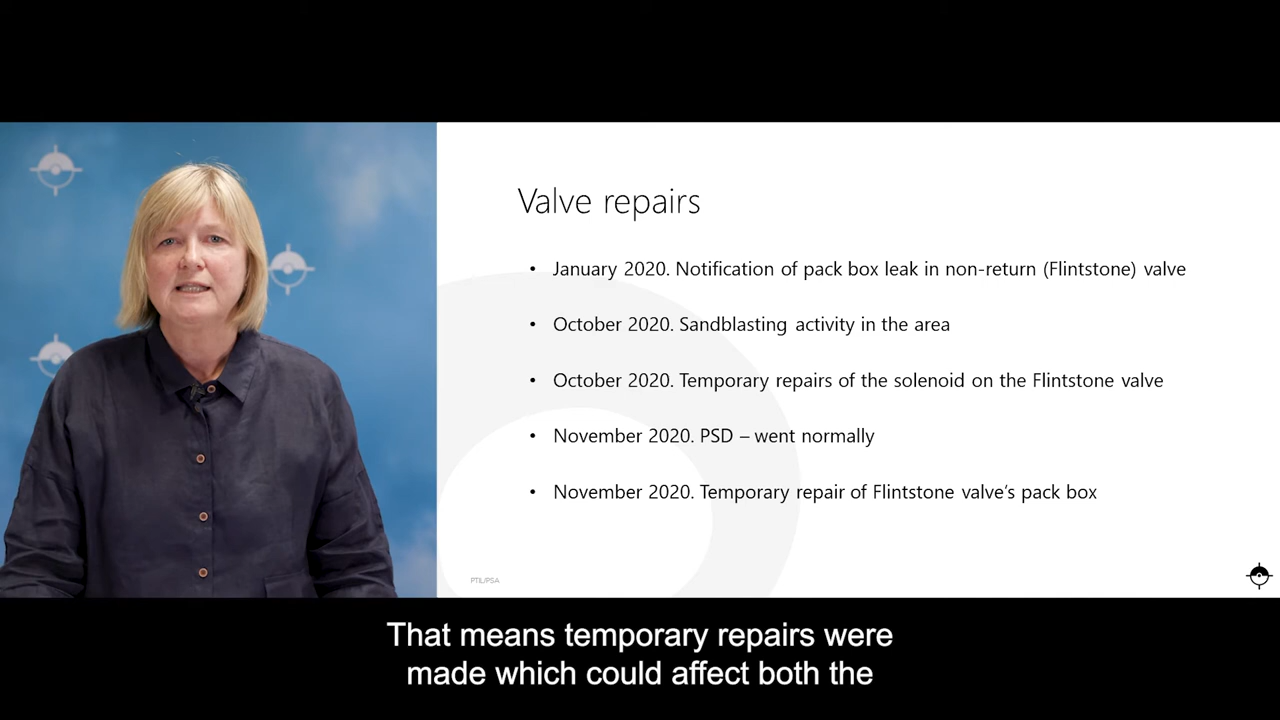 Valve repairs
• January 2020. Notification of pack box leak in non-return (Flintstone) valve
• October 2020. Sandblasting activity in the area
• October 2020. Temporary repairs of the solenoid on the Flintstone valve
• November 2020. PSD – went normally
• November 2020. Temporary repair of Flintstone valve's pack box
PTIL/PSA
That means temporary repairs were
made which could affect both the